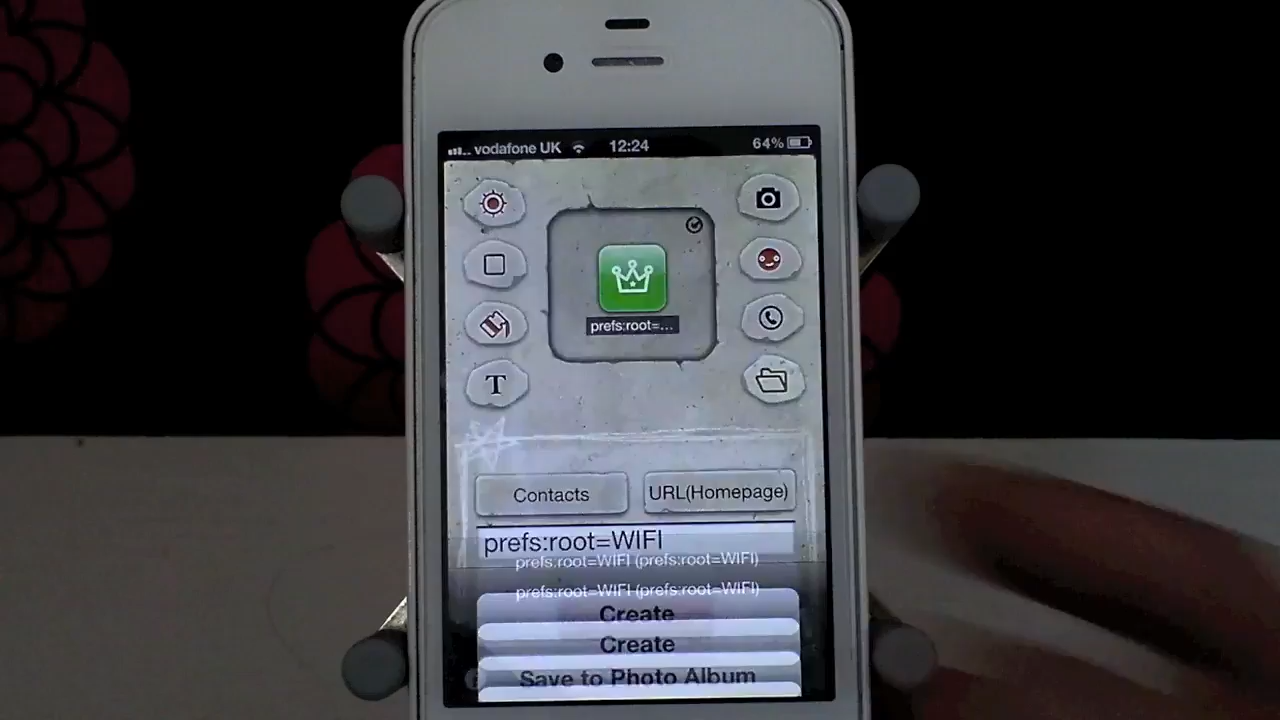 vodafone UK 12:24 64%
prefs:root=...
T
Contacts URL(Homepage)
prefs:root=WIFI
prefs:root=WIFI (prefs:root=WIFI)
prefs:root=WIFI (prefs:root=WIFI)
Create
Create
Save to Photo Album